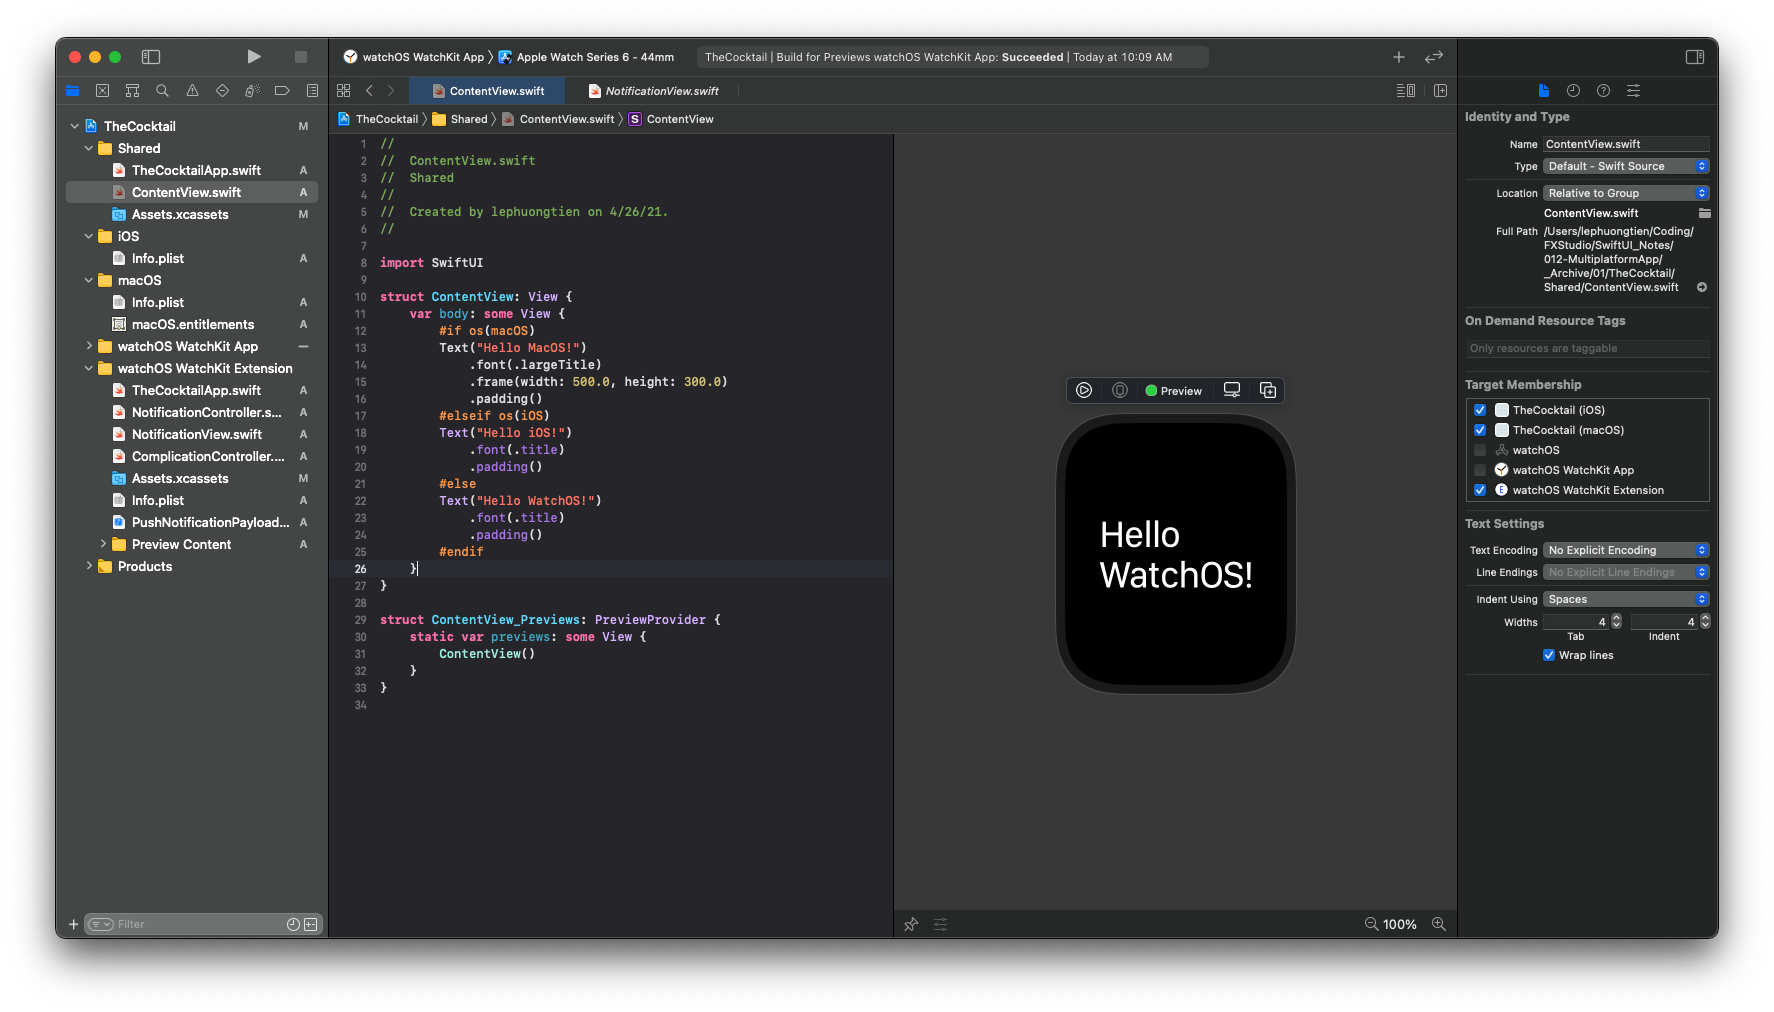 watchOS WatchKit App 〉 Apple Watch Series 6 - 44mm
TheCocktail | Build for Previews watchOS WatchKit App: Succeeded | Today at 10:09 AM
ContentView.swift
NotificationView.swift
TheCocktail 〉 Shared 〉 ContentView.swift 〉 S ContentView
TheCocktail M
Shared
TheCocktailApp.swift A
ContentView.swift A
Assets.xcassets M
iOS
Info.plist A
macOS
Info.plist A
macOS.entitlements A
watchOS WatchKit App —
watchOS WatchKit Extension
TheCocktailApp.swift A
NotificationController.s... A
NotificationView.swift A
ComplicationController.... A
Assets.xcassets M
Info.plist A
PushNotificationPayload... A
Preview Content A
Products
Filter
1 //
2 //  ContentView.swift
3 //  Shared
4 //
5 //  Created by lephuongtien on 4/26/21.
6 //
7
8 import SwiftUI
9
10 struct ContentView: View {
11     var body: some View {
12         #if os(macOS)
13         Text("Hello MacOS!")
14             .font(.largeTitle)
15             .frame(width: 500.0, height: 300.0)
16             .padding()
17         #elseif os(iOS)
18         Text("Hello iOS!")
19             .font(.title)
20             .padding()
21         #else
22         Text("Hello WatchOS!")
23             .font(.title)
24             .padding()
25         #endif
26     }
27 }
28
29 struct ContentView_Previews: PreviewProvider {
30     static var previews: some View {
31         ContentView()
32     }
33 }
34
Preview
Hello
WatchOS!
100%
Identity and Type
Name ContentView.swift
Type Default - Swift Source
Location Relative to Group
ContentView.swift
Full Path /Users/lephuongtien/Coding/
FXStudio/SwiftUI_Notes/
012-MultiplatformApp/
_Archive/01/TheCocktail/
Shared/ContentView.swift
On Demand Resource Tags
Only resources are taggable
Target Membership
TheCocktail (iOS)
TheCocktail (macOS)
watchOS
watchOS WatchKit App
E watchOS WatchKit Extension
Text Settings
Text Encoding No Explicit Encoding
Line Endings No Explicit Line Endings
Indent Using Spaces
Widths 4 4
Tab Indent
Wrap lines